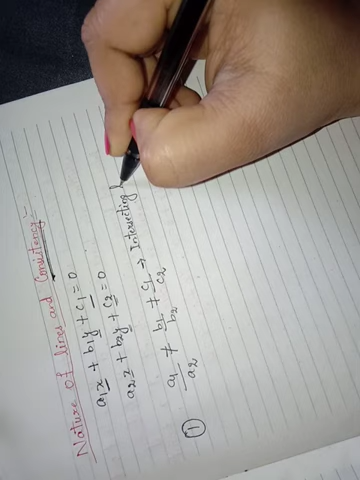 Nature of lines and Consistency:-
a₁x + b₁y + c₁ = 0
a₂x + b₂y + c₂ = 0
① a₁/a₂ ≠ b₁/b₂ ≠ c₁/c₂ → Intersecting l